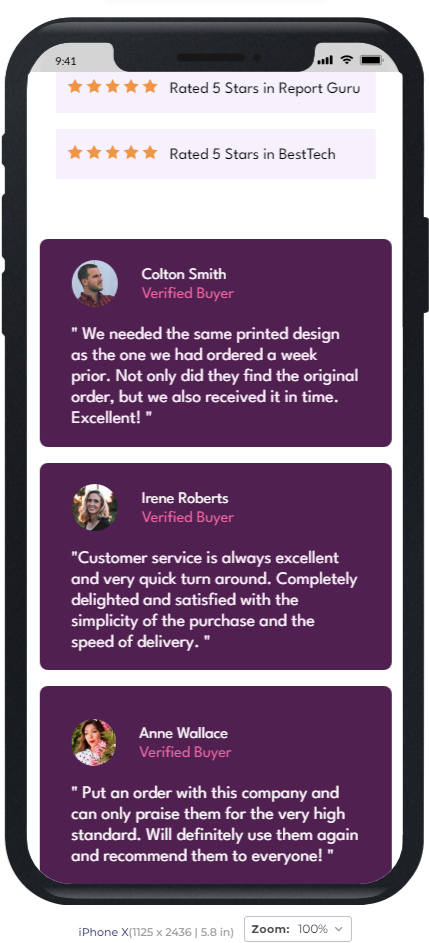 9:41
Rated 5 Stars in Report Guru
Rated 5 Stars in BestTech
Colton Smith
Verified Buyer
" We needed the same printed design
as the one we had ordered a week
prior. Not only did they find the original
order, but we also received it in time.
Excellent! "
Irene Roberts
Verified Buyer
"Customer service is always excellent
and very quick turn around. Completely
delighted and satisfied with the
simplicity of the purchase and the
speed of delivery. "
Anne Wallace
Verified Buyer
" Put an order with this company and
can only praise them for the very high
standard. Will definitely use them again
and recommend them to everyone! "
iPhone X(1125 x 2436 | 5.8 in) Zoom: 100%